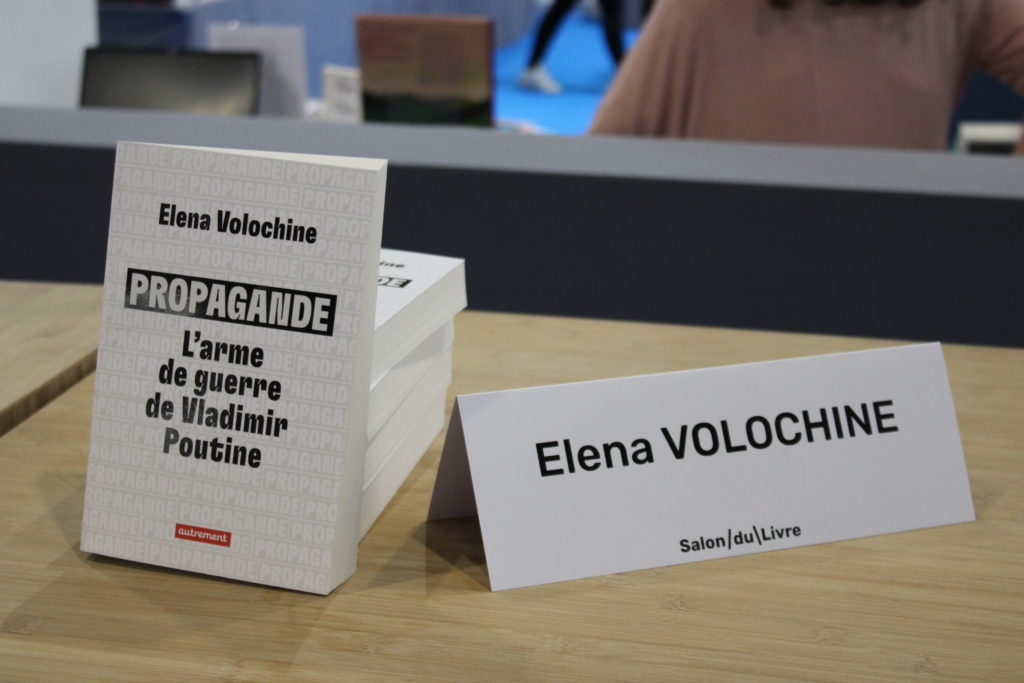 Elena Volochine
PROPAGANDE
L'arme
de guerre
de Vladimir
Poutine
autrement
Elena VOLOCHINE
Salon/du\Livre